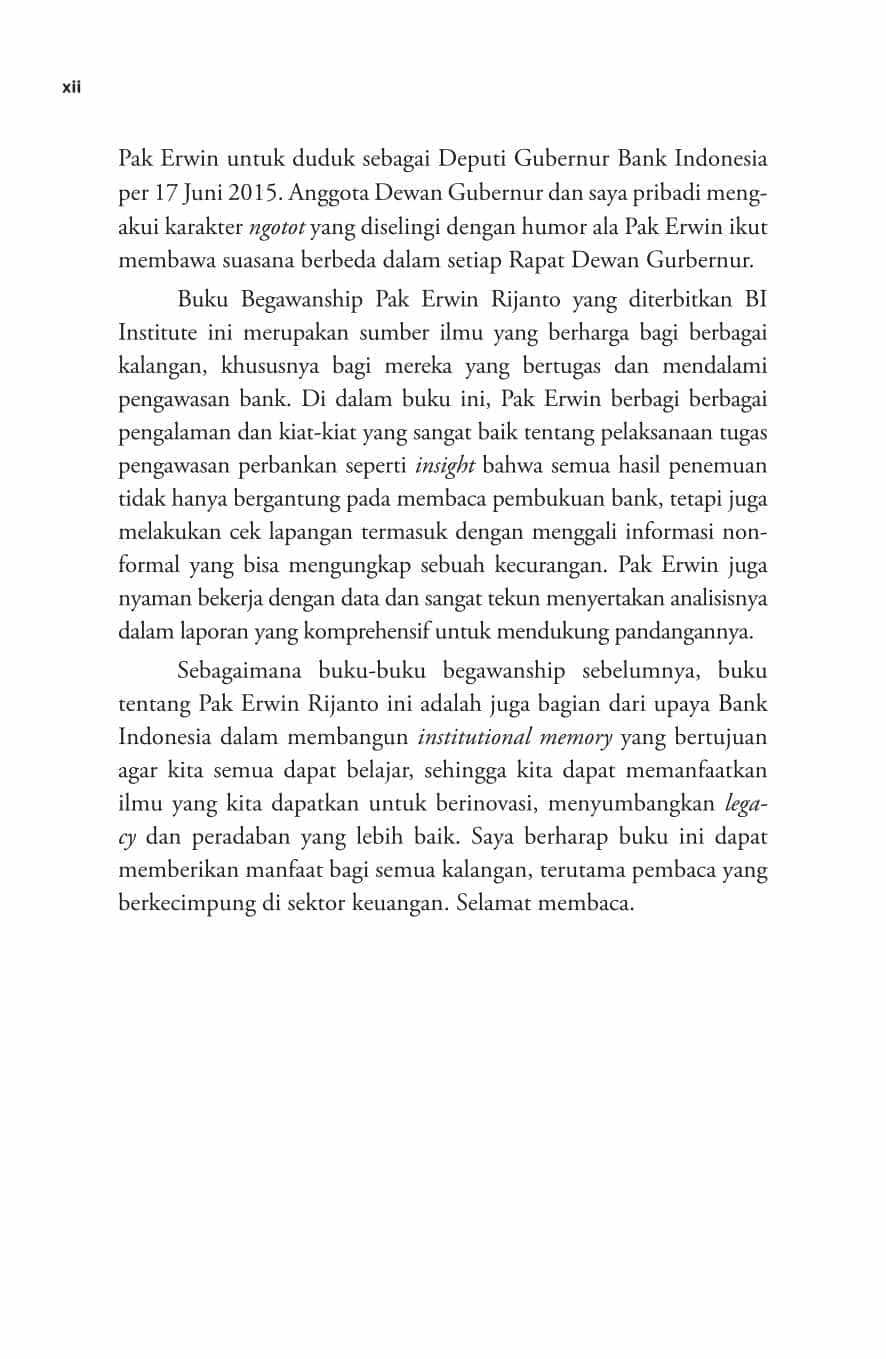 xii
Pak Erwin untuk duduk sebagai Deputi Gubernur Bank Indonesia
per 17 Juni 2015. Anggota Dewan Gubernur dan saya pribadi meng-
akui karakter ngotot yang diselingi dengan humor ala Pak Erwin ikut
membawa suasana berbeda dalam setiap Rapat Dewan Gurbernur.
Buku Begawanship Pak Erwin Rijanto yang diterbitkan BI
Institute ini merupakan sumber ilmu yang berharga bagi berbagai
kalangan, khususnya bagi mereka yang bertugas dan mendalami
pengawasan bank. Di dalam buku ini, Pak Erwin berbagi berbagai
pengalaman dan kiat-kiat yang sangat baik tentang pelaksanaan tugas
pengawasan perbankan seperti insight bahwa semua hasil penemuan
tidak hanya bergantung pada membaca pembukuan bank, tetapi juga
melakukan cek lapangan termasuk dengan menggali informasi non-
formal yang bisa mengungkap sebuah kecurangan. Pak Erwin juga
nyaman bekerja dengan data dan sangat tekun menyertakan analisisnya
dalam laporan yang komprehensif untuk mendukung pandangannya.
Sebagaimana buku-buku begawanship sebelumnya, buku
tentang Pak Erwin Rijanto ini adalah juga bagian dari upaya Bank
Indonesia dalam membangun institutional memory yang bertujuan
agar kita semua dapat belajar, sehingga kita dapat memanfaatkan
ilmu yang kita dapatkan untuk berinovasi, menyumbangkan lega-
cy dan peradaban yang lebih baik. Saya berharap buku ini dapat
memberikan manfaat bagi semua kalangan, terutama pembaca yang
berkecimpung di sektor keuangan. Selamat membaca.